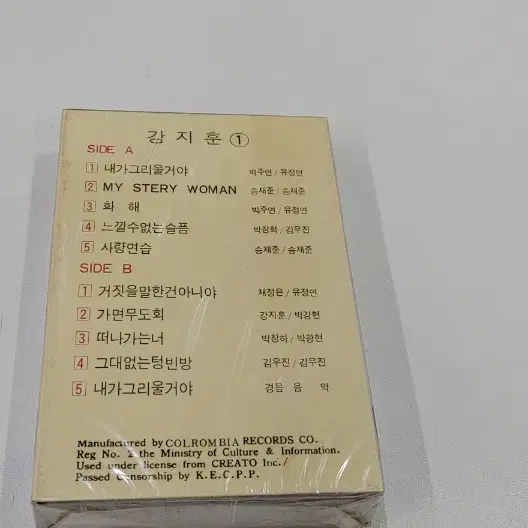 강지훈 ①
SIDE A
1 내가그리울거야 박주연 / 유정연
2 MY STERY WOMAN 송재준 / 송재준
3 화 해 박주연 / 유정연
4 느낄수없는슬픔 박창학 / 김우진
5 사랑연습 송재준 / 송재준
SIDE B
1 거짓을말한건아니야 채정은 / 유정연
2 가면무도회 강지훈 / 박강현
3 떠나가는너 박창하 / 박광현
4 그대없는텅빈방 김우진 / 김우진
5 내가그리울거야 경음 음 악
Manufactured by COLROMBIA RECORDS CO.
Reg No. 2 the Ministry of Culture & Information.
Used under license from CREATO Inc. /
Passed Censorship by K.E.C.P.P.